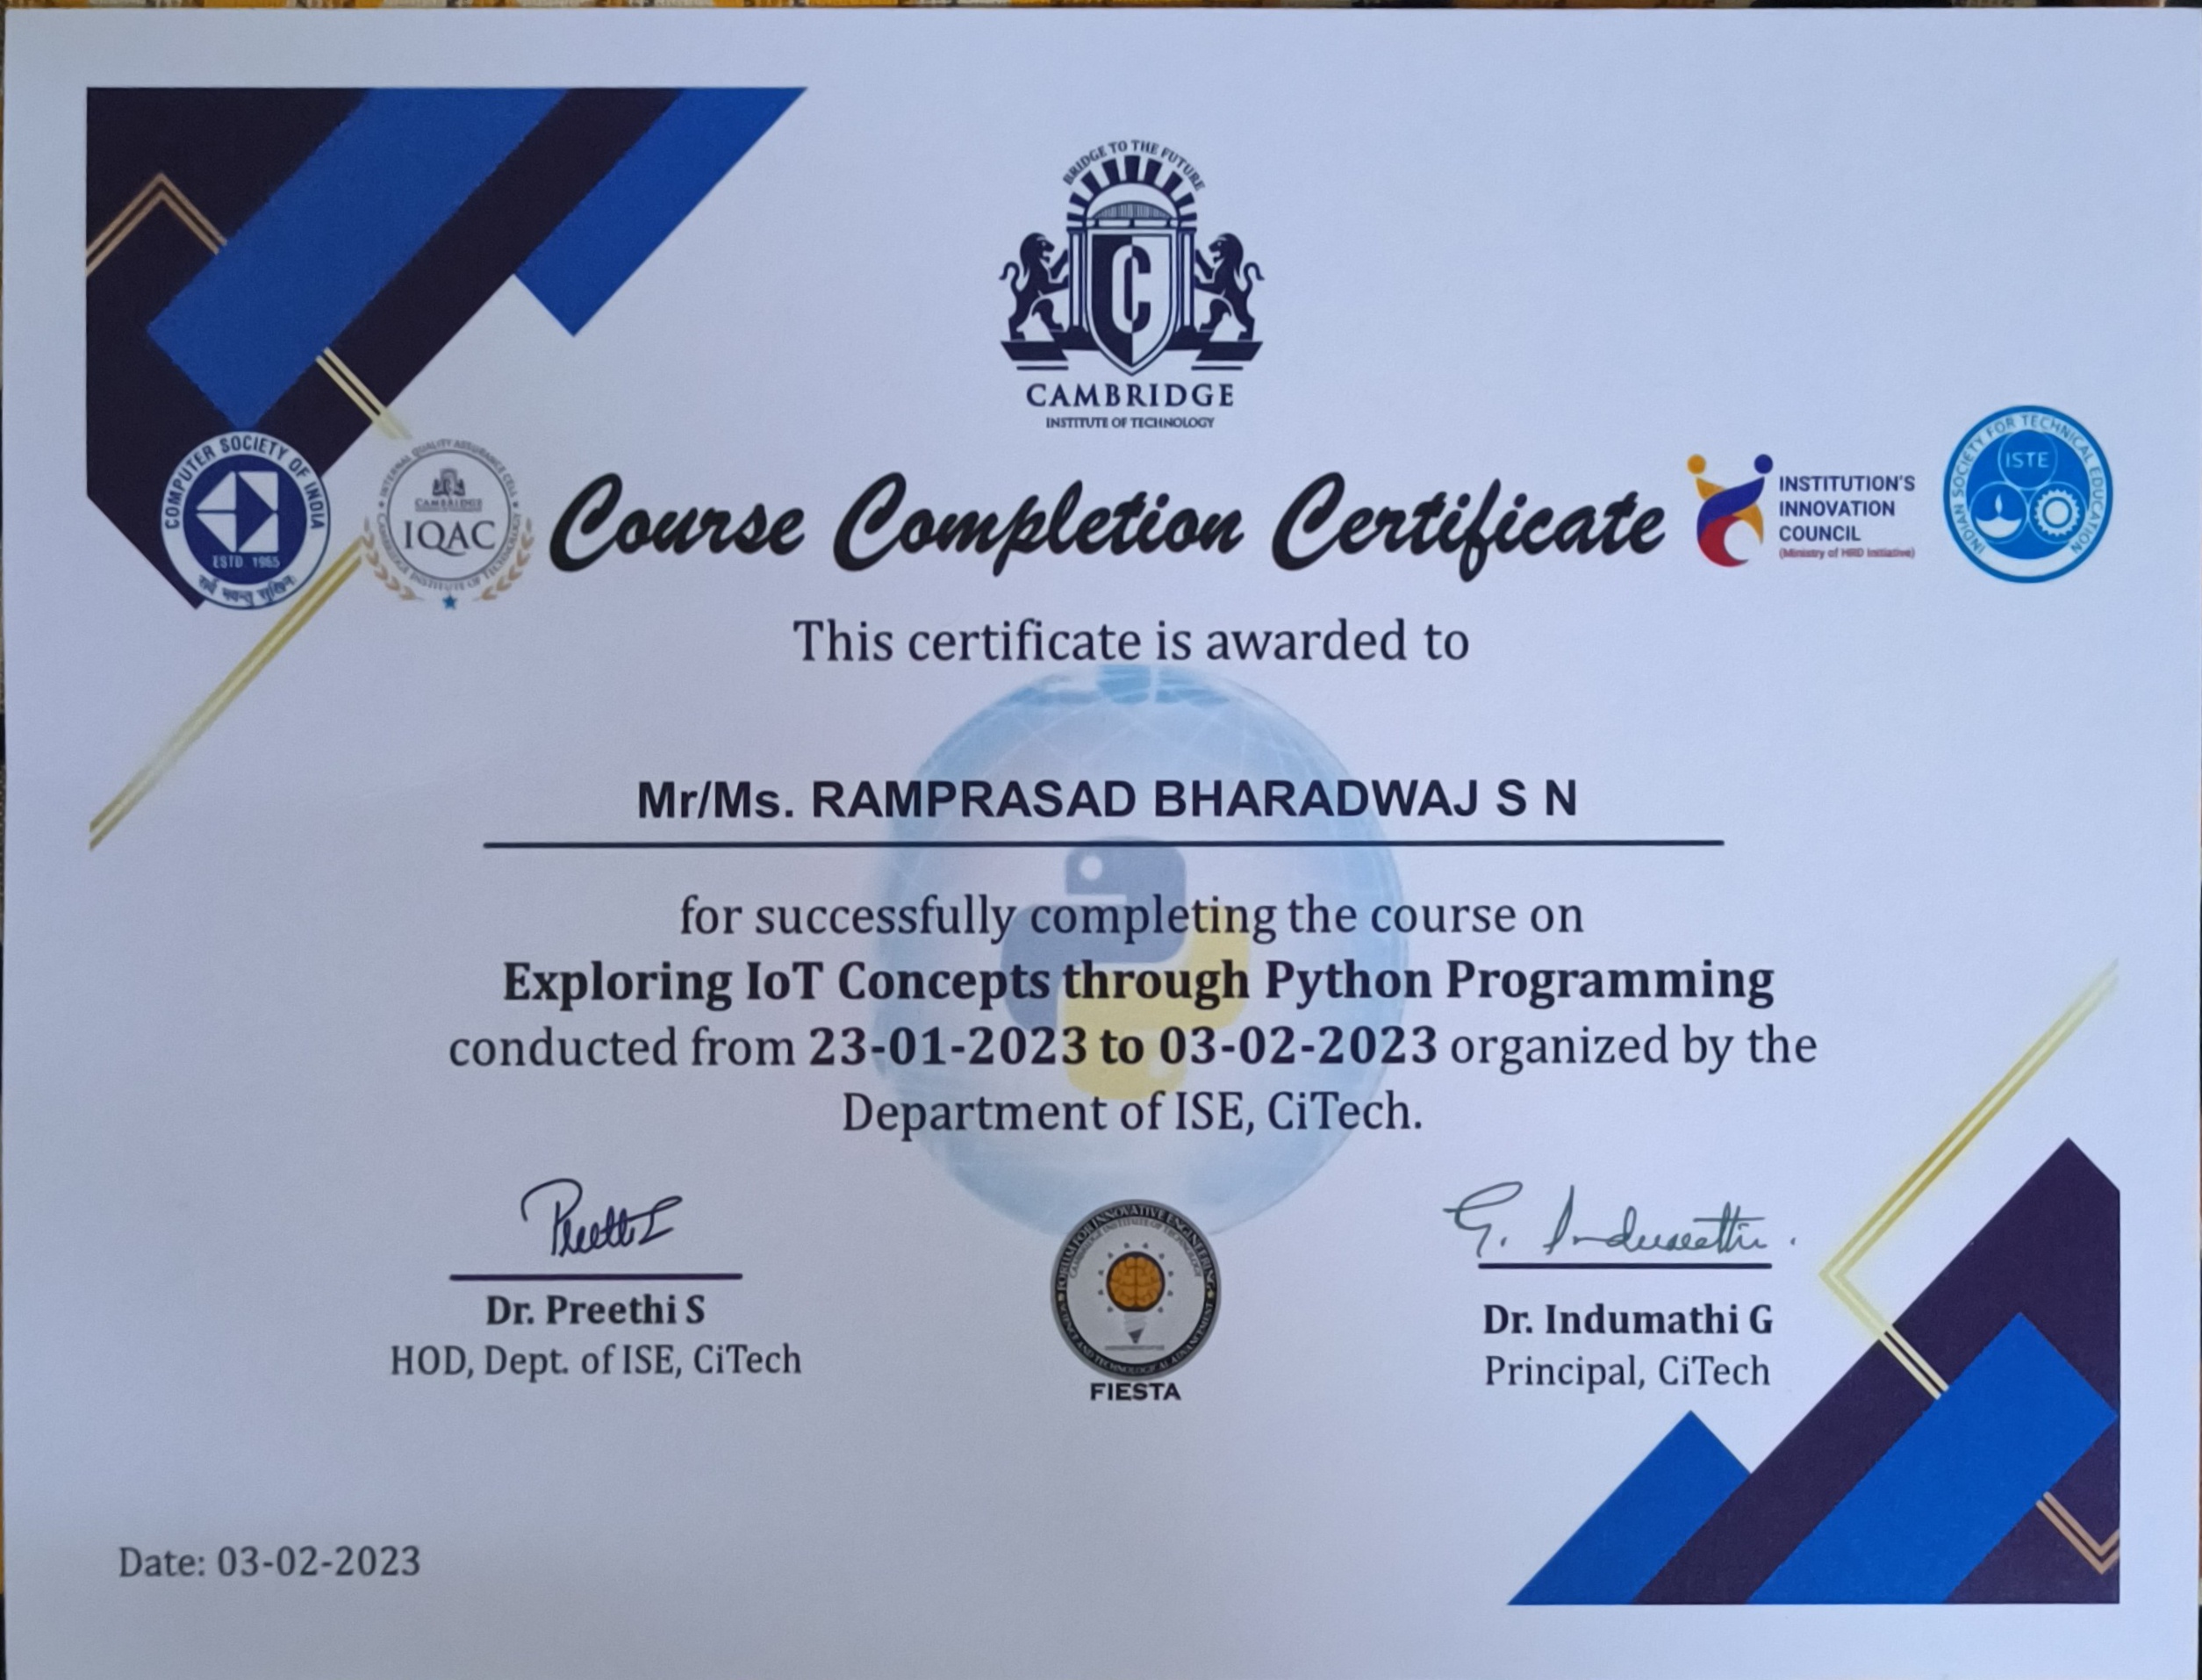 BRIDGE TO THE FUTURE
C
CAMBRIDGE
INSTITUTE OF TECHNOLOGY
COMPUTER SOCIETY OF INDIA
ESTD 1965
सर्वे भवन्तु सुखिनः
INTERNAL QUALITY ASSURANCE CELL
CAMBRIDGE
IQAC
CAMBRIDGE INSTITUTE OF TECHNOLOGY
Course Completion Certificate
INSTITUTION'S
INNOVATION
COUNCIL
(Ministry of HRD Initiative)
INDIAN SOCIETY FOR TECHNICAL EDUCATION
ISTE
This certificate is awarded to
Mr/Ms. RAMPRASAD BHARADWAJ S N
for successfully completing the course on
Exploring IoT Concepts through Python Programming
conducted from 23-01-2023 to 03-02-2023 organized by the
Department of ISE, CiTech.
Preethi S
Dr. Preethi S
HOD, Dept. of ISE, CiTech
FORUM FOR INNOVATIVE ENGINEERING
CAMBRIDGE INSTITUTE OF TECHNOLOGY
SCIENCE AND TECHNOLOGICAL ADVANCEMENT
FIESTA
G. Indumathi.
Dr. Indumathi G
Principal, CiTech
Date: 03-02-2023